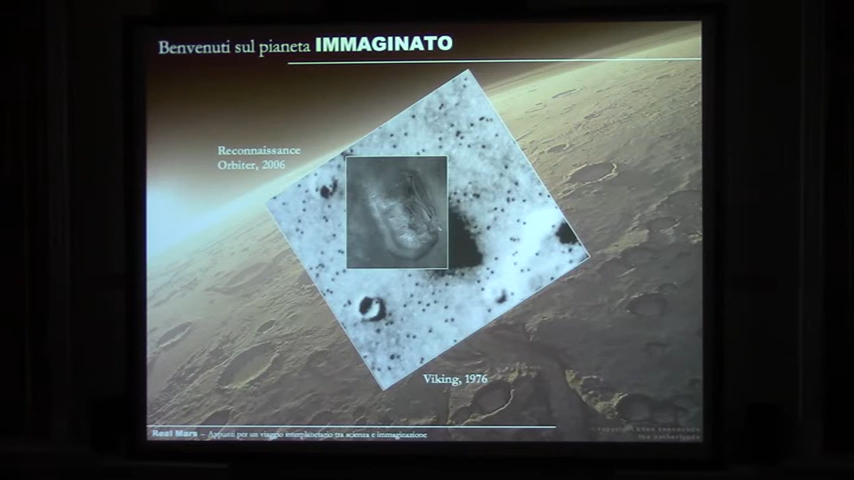 Benvenuti sul pianeta IMMAGINATO
Reconnaissance
Orbiter, 2006
Viking, 1976
Real Mars – Appunti per un viaggio interplanetario tra scienza e immaginazione